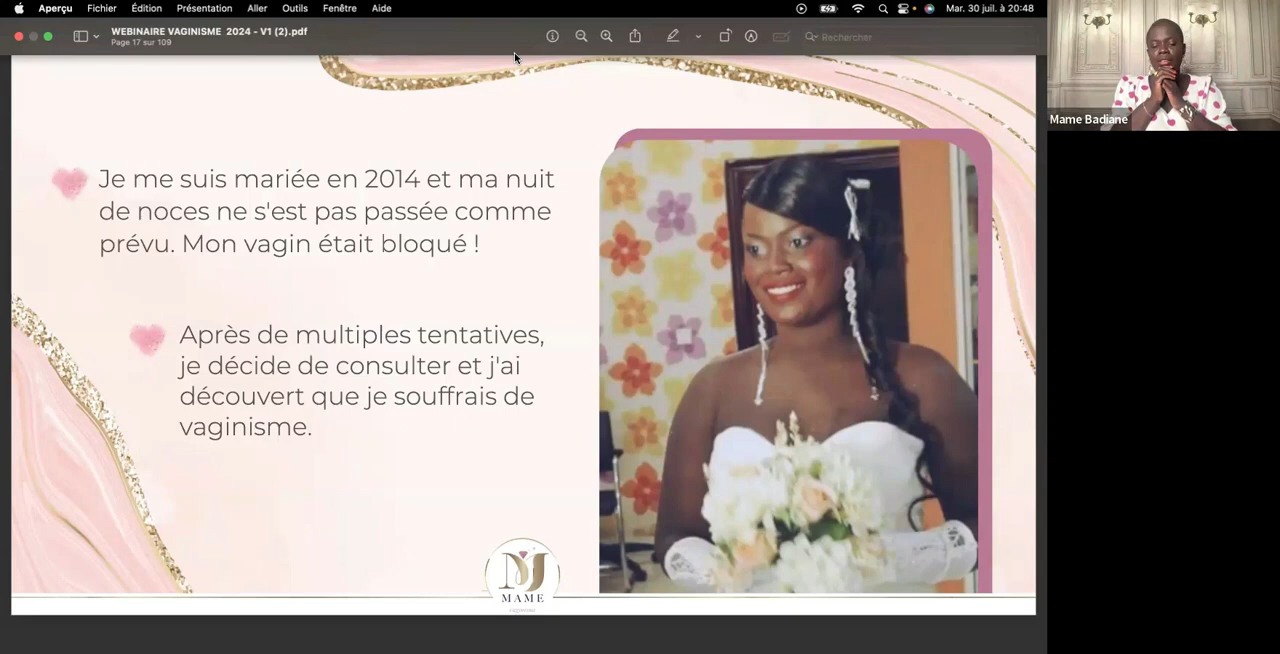 Aperçu Fichier Édition Présentation Aller Outils Fenêtre Aide Mar. 30 juil. à 20:48
WEBINAIRE VAGINISME 2024 - V1 (2).pdf
Page 17 sur 109
Rechercher
Mame Badiane
Je me suis mariée en 2014 et ma nuit
de noces ne s'est pas passée comme
prévu. Mon vagin était bloqué !
Après de multiples tentatives,
je décide de consulter et j'ai
découvert que je souffrais de
vaginisme.
MAME
vaginisme